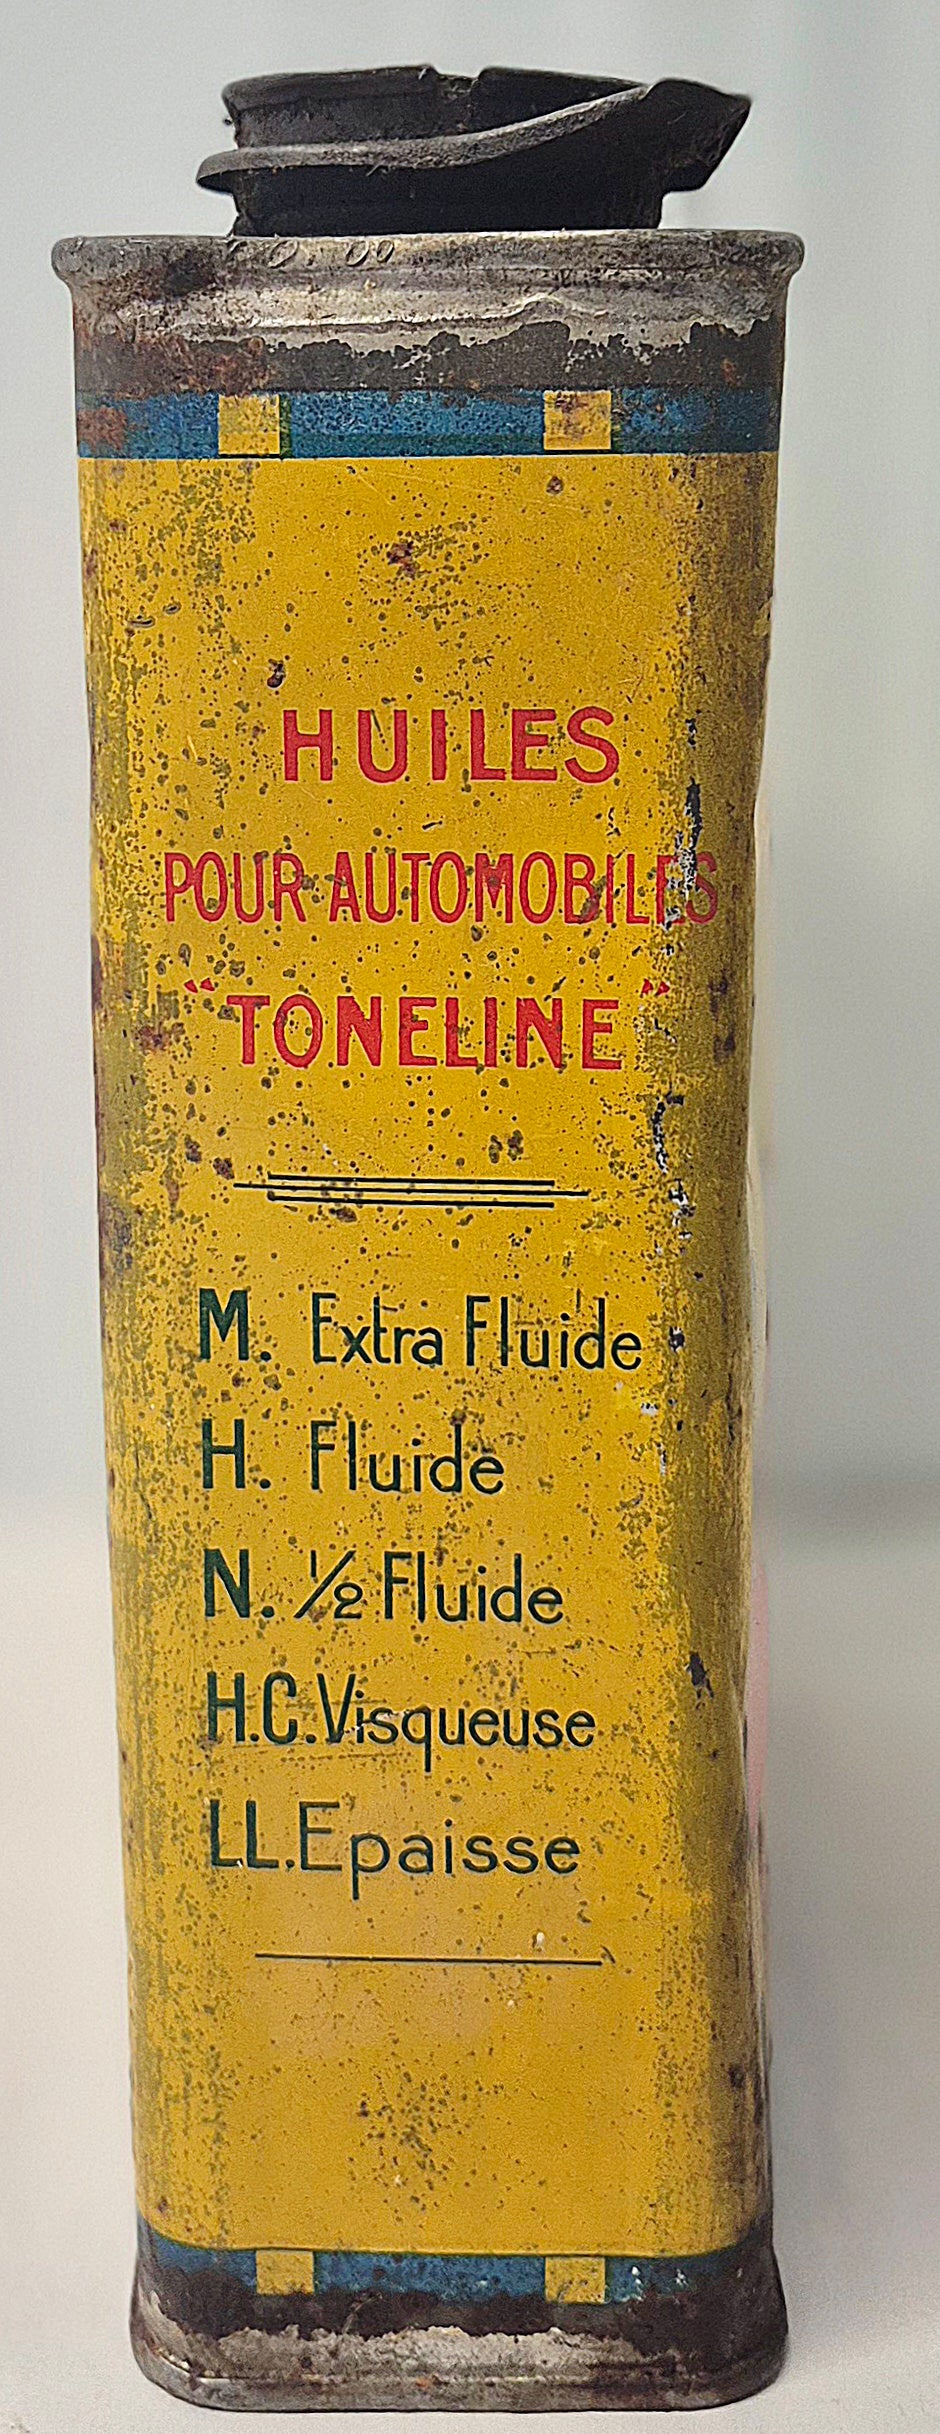 HUILES
POUR AUTOMOBILES
"TONELINE"
M. Extra Fluide
H. Fluide
N. ½ Fluide
H.C. Visqueuse
LL. Epaisse